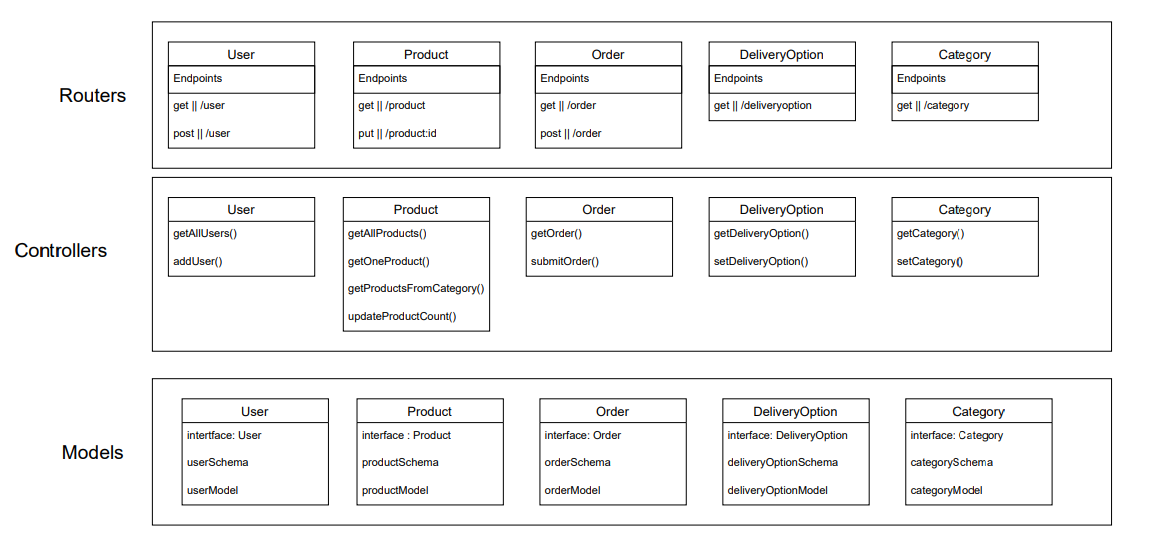 Routers
User
Endpoints
get || /user
post || /user
Product
Endpoints
get || /product
put || /product:id
Order
Endpoints
get || /order
post || /order
DeliveryOption
Endpoints
get || /deliveryoption
Category
Endpoints
get || /category
Controllers
User
getAllUsers()
addUser()
Product
getAllProducts()
getOneProduct()
getProductsFromCategory()
updateProductCount()
Order
getOrder()
submitOrder()
DeliveryOption
getDeliveryOption()
setDeliveryOption()
Category
getCategory()
setCategory()
Models
User
intertface: User
userSchema
userModel
Product
interface : Product
productSchema
productModel
Order
interface: Order
orderSchema
orderModel
DeliveryOption
interface: DeliveryOption
deliveryOptionSchema
deliveryOptionModel
Category
interface: Category
categorySchema
categoryModel